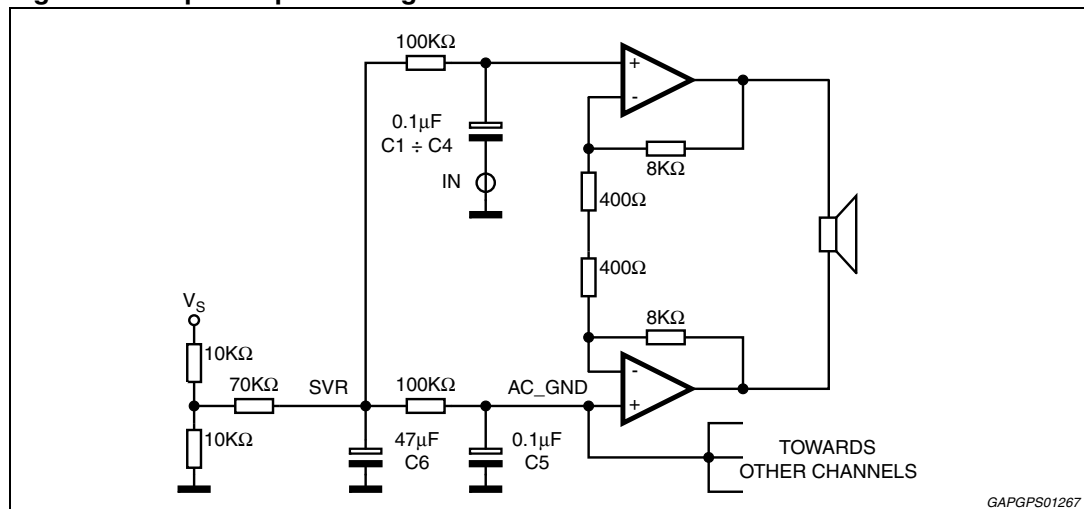 100KΩ
0.1μF
C1 ÷ C4
IN
+
-
8KΩ
400Ω
400Ω
8KΩ
-
+
VS
10KΩ
70KΩ
SVR
100KΩ
AC_GND
10KΩ
47μF
C6
0.1μF
C5
TOWARDS
OTHER CHANNELS
GAPGPS01267